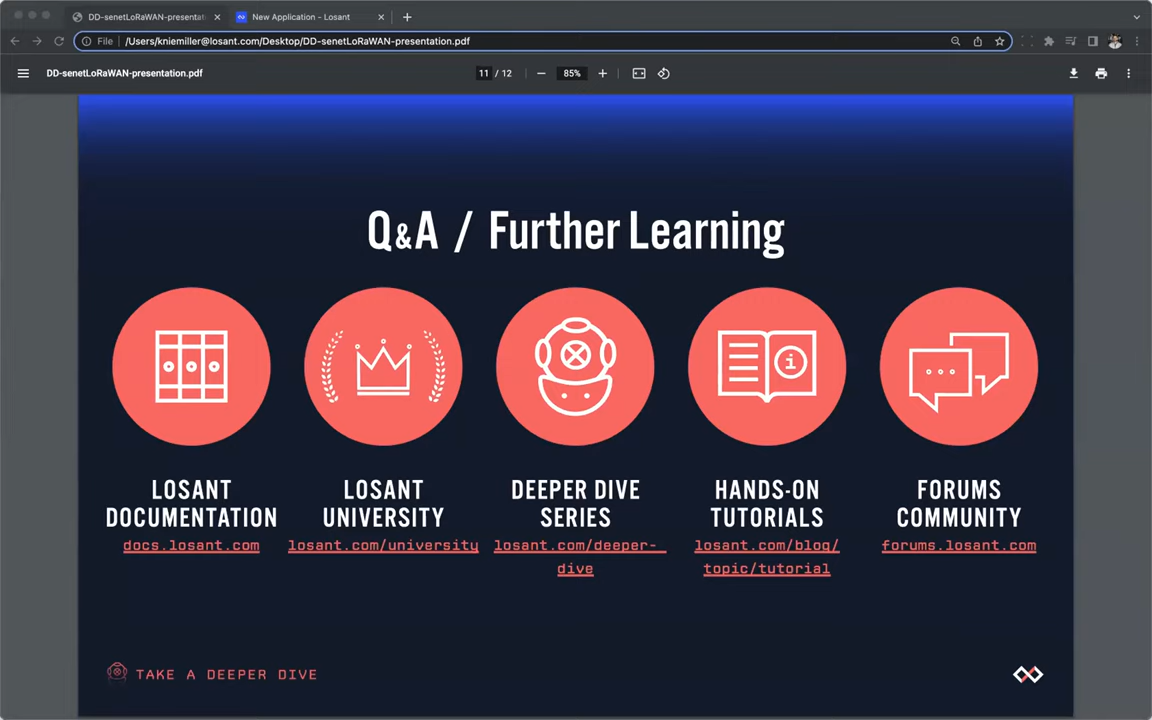 DD-senetLoRaWAN-presentati
New Application - Losant
File
/Users/kniemiller@losant.com/Desktop/DD-senetLoRaWAN-presentation.pdf
DD-senetLoRaWAN-presentation.pdf
11 / 12
85%
Q&A / Further Learning
LOSANT
DOCUMENTATION
docs.losant.com
LOSANT
UNIVERSITY
losant.com/university
DEEPER DIVE
SERIES
losant.com/deeper-
dive
HANDS-ON
TUTORIALS
losant.com/blog/
topic/tutorial
FORUMS
COMMUNITY
forums.losant.com
TAKE A DEEPER DIVE